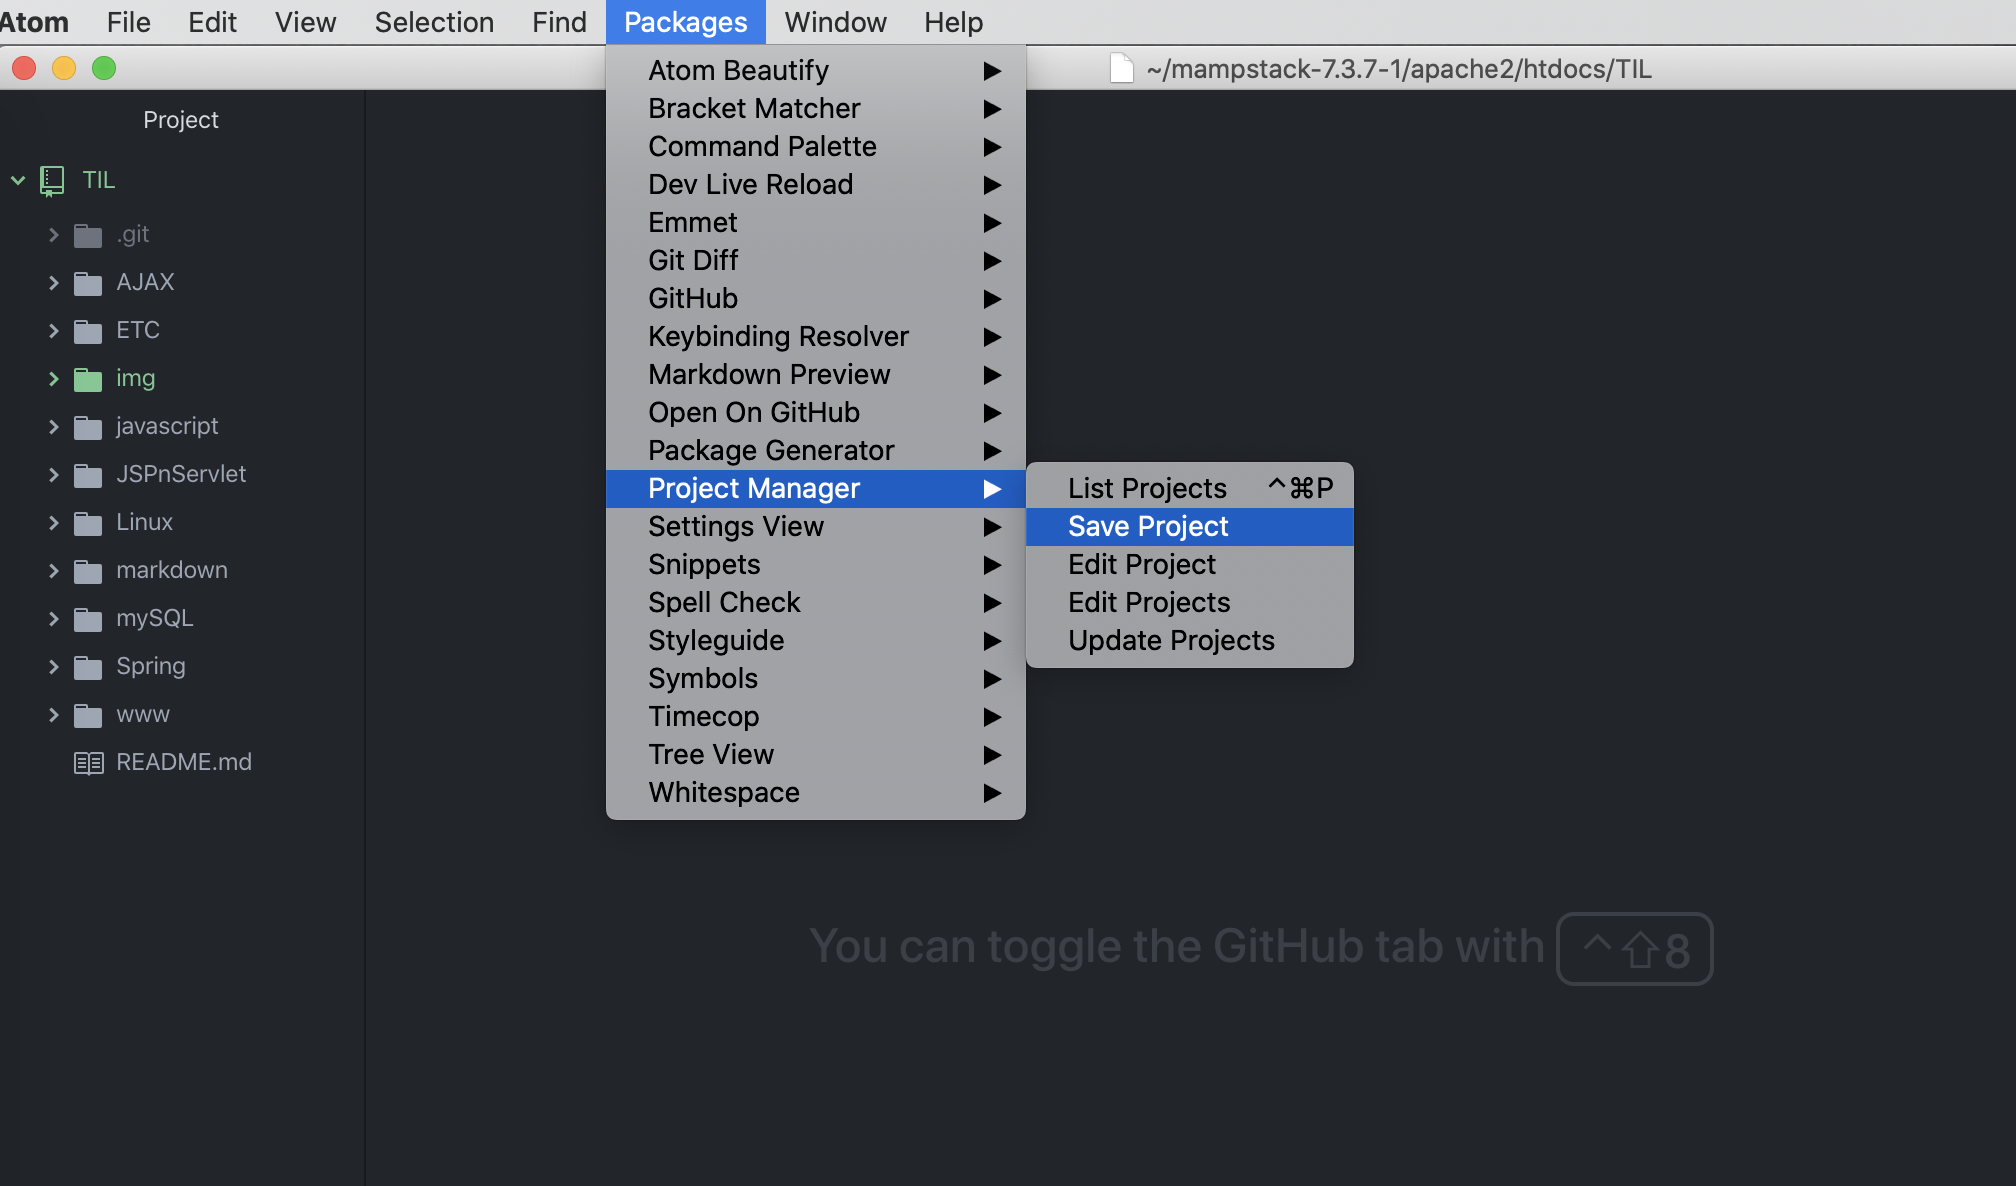 Atom File Edit View Selection Find Packages Window Help
~/mampstack-7.3.7-1/apache2/htdocs/TIL
Project
TIL
.git
AJAX
ETC
img
javascript
JSPnServlet
Linux
markdown
mySQL
Spring
www
README.md
Atom Beautify
Bracket Matcher
Command Palette
Dev Live Reload
Emmet
Git Diff
GitHub
Keybinding Resolver
Markdown Preview
Open On GitHub
Package Generator
Project Manager
Settings View
Snippets
Spell Check
Styleguide
Symbols
Timecop
Tree View
Whitespace
List Projects ^⌘P
Save Project
Edit Project
Edit Projects
Update Projects
You can toggle the GitHub tab with ^⇧8